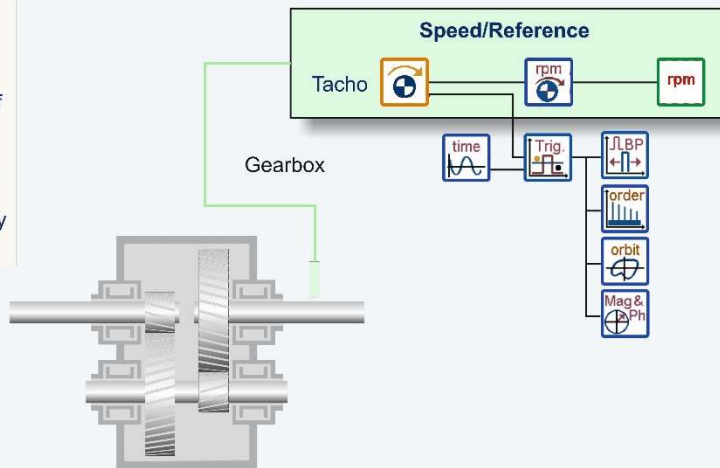 Speed/Reference
Tacho
rpm
rpm
time
Trig.
LBP
Gearbox
order
orbit
Mag &
Ph
f
y